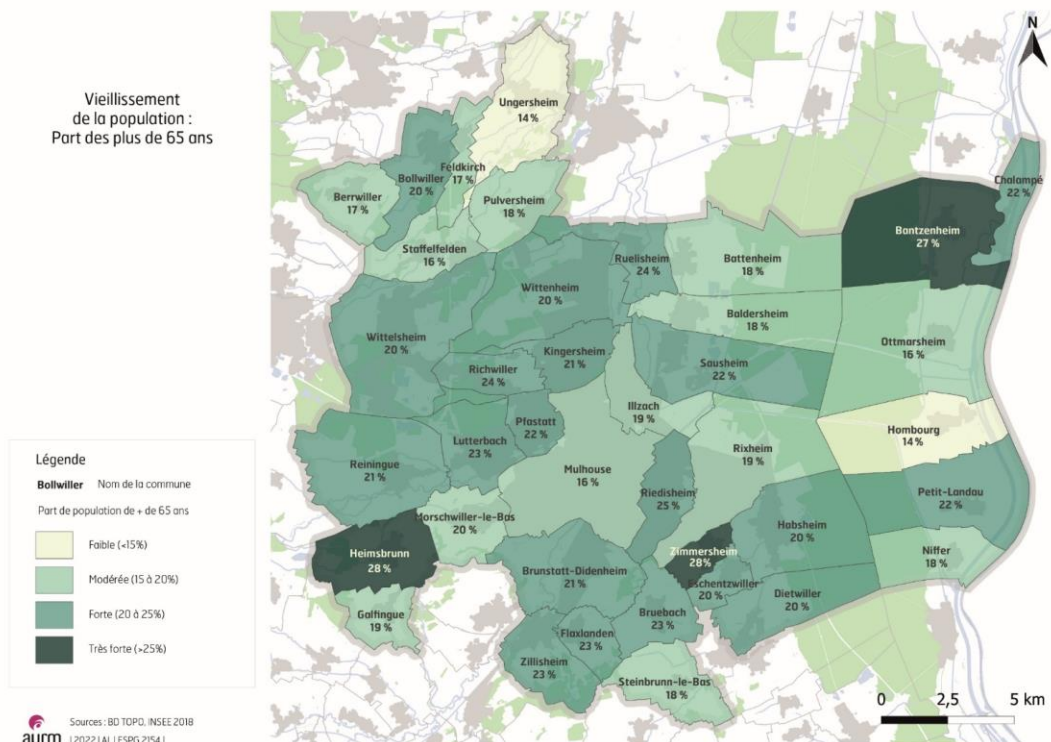 Vieillissement
de la population :
Part des plus de 65 ans
N
Ungersheim
14 %
Feldkirch
17 %
Bollwiller
20 %
Berrwiller
17 %
Pulversheim
18 %
Staffelfelden
16 %
Chalampé
22 %
Bantzenheim
27 %
Ruelisheim
24 %
Battenheim
18 %
Wittenheim
20 %
Baldersheim
18 %
Wittelsheim
20 %
Ottmarsheim
16 %
Kingersheim
21 %
Sausheim
22 %
Richwiller
24 %
Illzach
19 %
Pfastatt
22 %
Hombourg
14 %
Lutterbach
23 %
Rixheim
19 %
Reiningue
21 %
Mulhouse
16 %
Riedisheim
25 %
Petit-Landau
22 %
Morschwiller-le-Bas
20 %
Habsheim
20 %
Heimsbrunn
28 %
Zimmersheim
28%
Niffer
18 %
Brunstatt-Didenheim
21 %
Eschentzwiller
20 %
Dietwiller
20 %
Galfingue
19 %
Bruebach
23 %
Flaxlanden
23 %
Zillisheim
23 %
Steinbrunn-le-Bas
18 %
0 2,5 5 km
Légende
Bollwiller Nom de la commune
Part de population de + de 65 ans
Faible (<15%)
Modérée (15 à 20%)
Forte (20 à 25%)
Très forte (>25%)
aurm
Sources : BD TOPO, INSEE 2018
| 2022 | AL | ESPG 2154 |